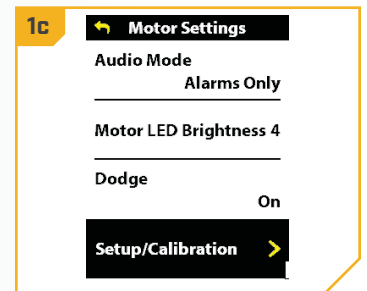 1c
Motor Settings
Audio Mode
Alarms Only
Motor LED Brightness 4
Dodge
On
Setup/Calibration >